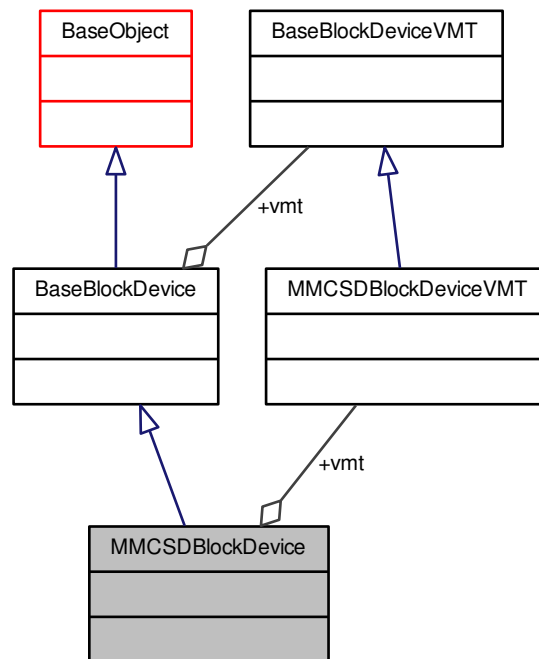 BaseObject
BaseBlockDeviceVMT
+vmt
BaseBlockDevice
MMCSDBlockDeviceVMT
+vmt
MMCSDBlockDevice